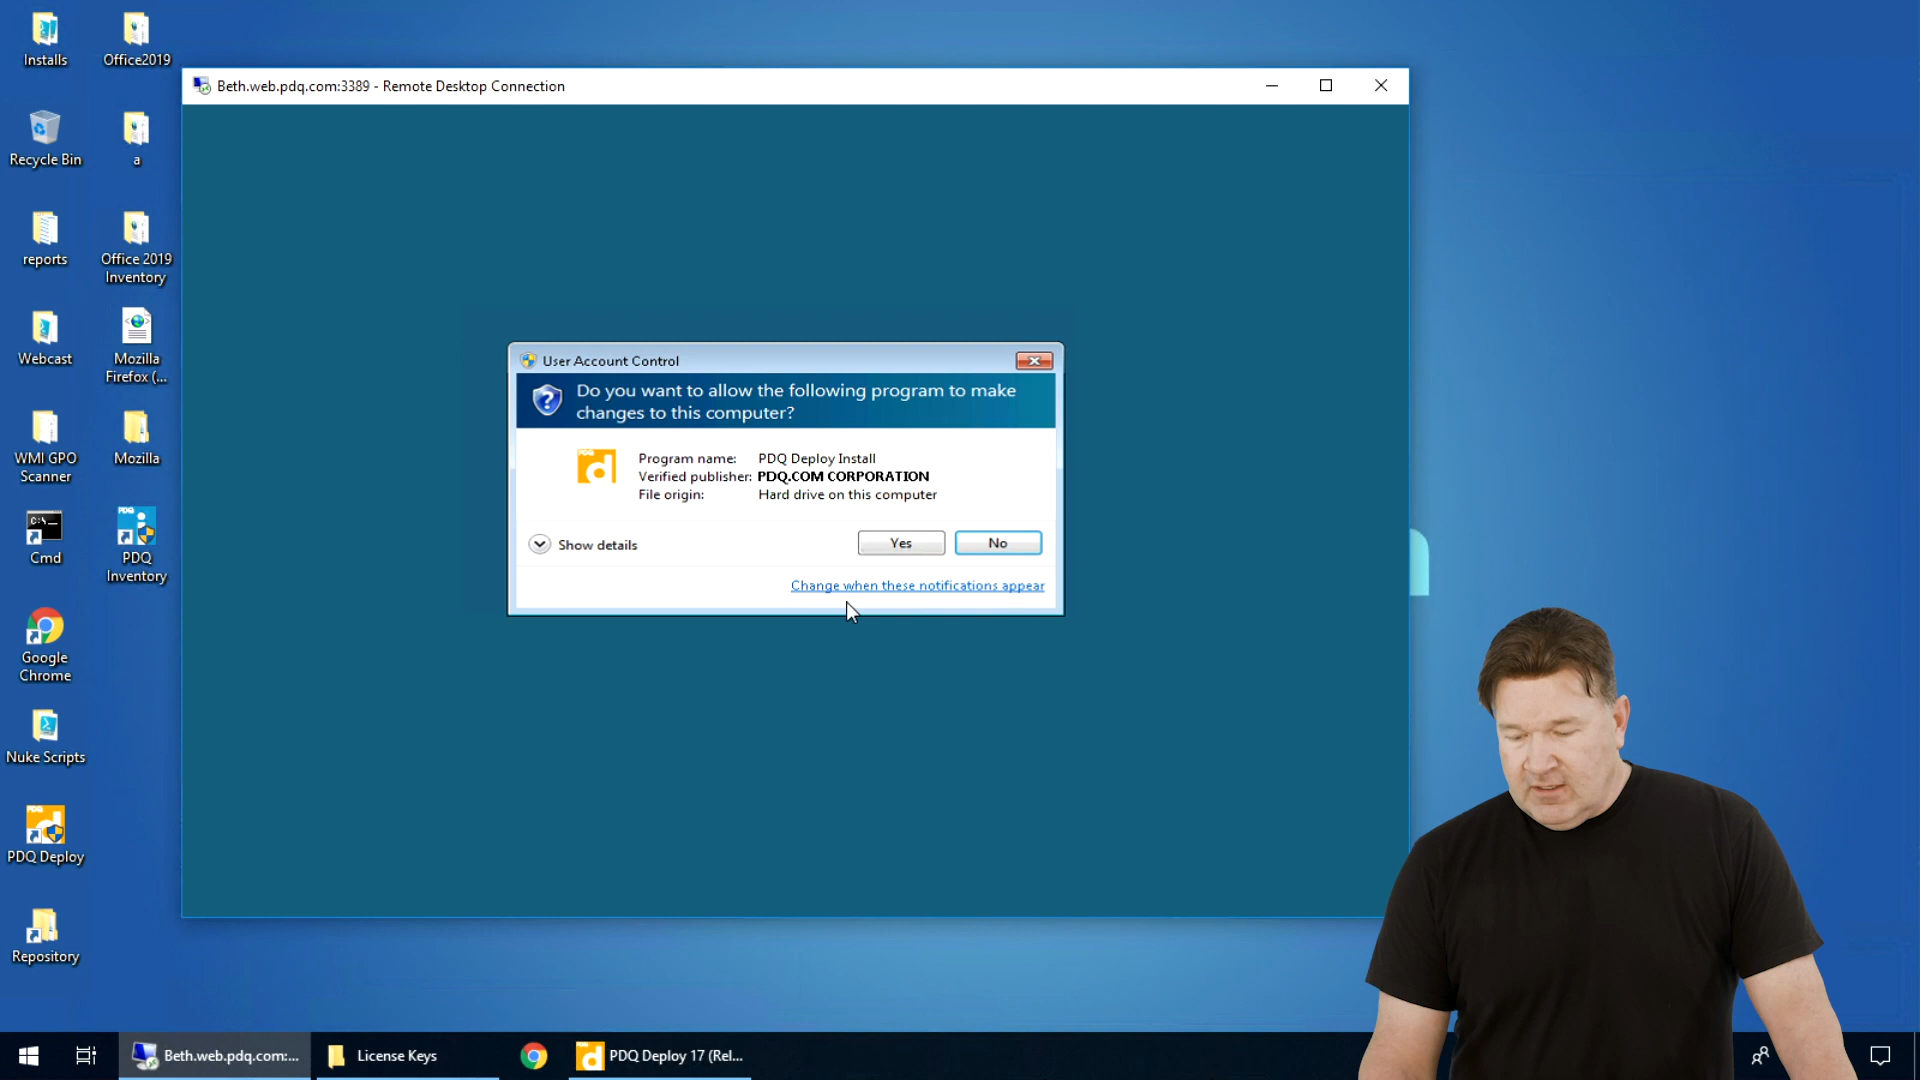 Installs
Office2019
Beth.web.pdq.com:3389 - Remote Desktop Connection
Recycle Bin
a
reports
Office 2019
Inventory
Webcast
Mozilla
Firefox (...
User Account Control
Do you want to allow the following program to make
changes to this computer?
Program name: PDQ Deploy Install
Verified publisher: PDQ.COM CORPORATION
File origin: Hard drive on this computer
Show details
Yes
No
Change when these notifications appear
WMI GPO
Scanner
Mozilla
C:\_
Cmd
PDQ
PDQ
Inventory
Google
Chrome
Nuke Scripts
PDQ
d
PDQ Deploy
Repository
Beth.web.pdq.com:...
License Keys
PDQ Deploy 17 (Rel...